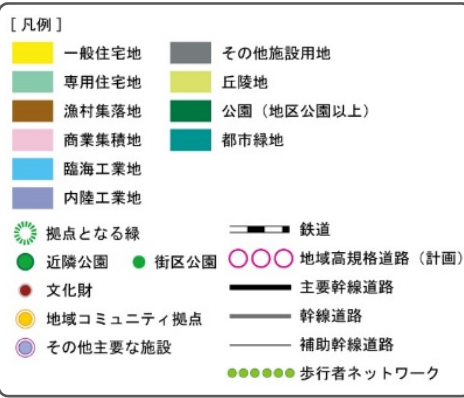 [ 凡例 ]
一般住宅地
専用住宅地
漁村集落地
商業集積地
臨海工業地
内陸工業地
その他施設用地
丘陵地
公園（地区公園以上）
都市緑地
拠点となる緑
近隣公園 街区公園
文化財
地域コミュニティ拠点
その他主要な施設
鉄道
地域高規格道路（計画）
主要幹線道路
幹線道路
補助幹線道路
歩行者ネットワーク